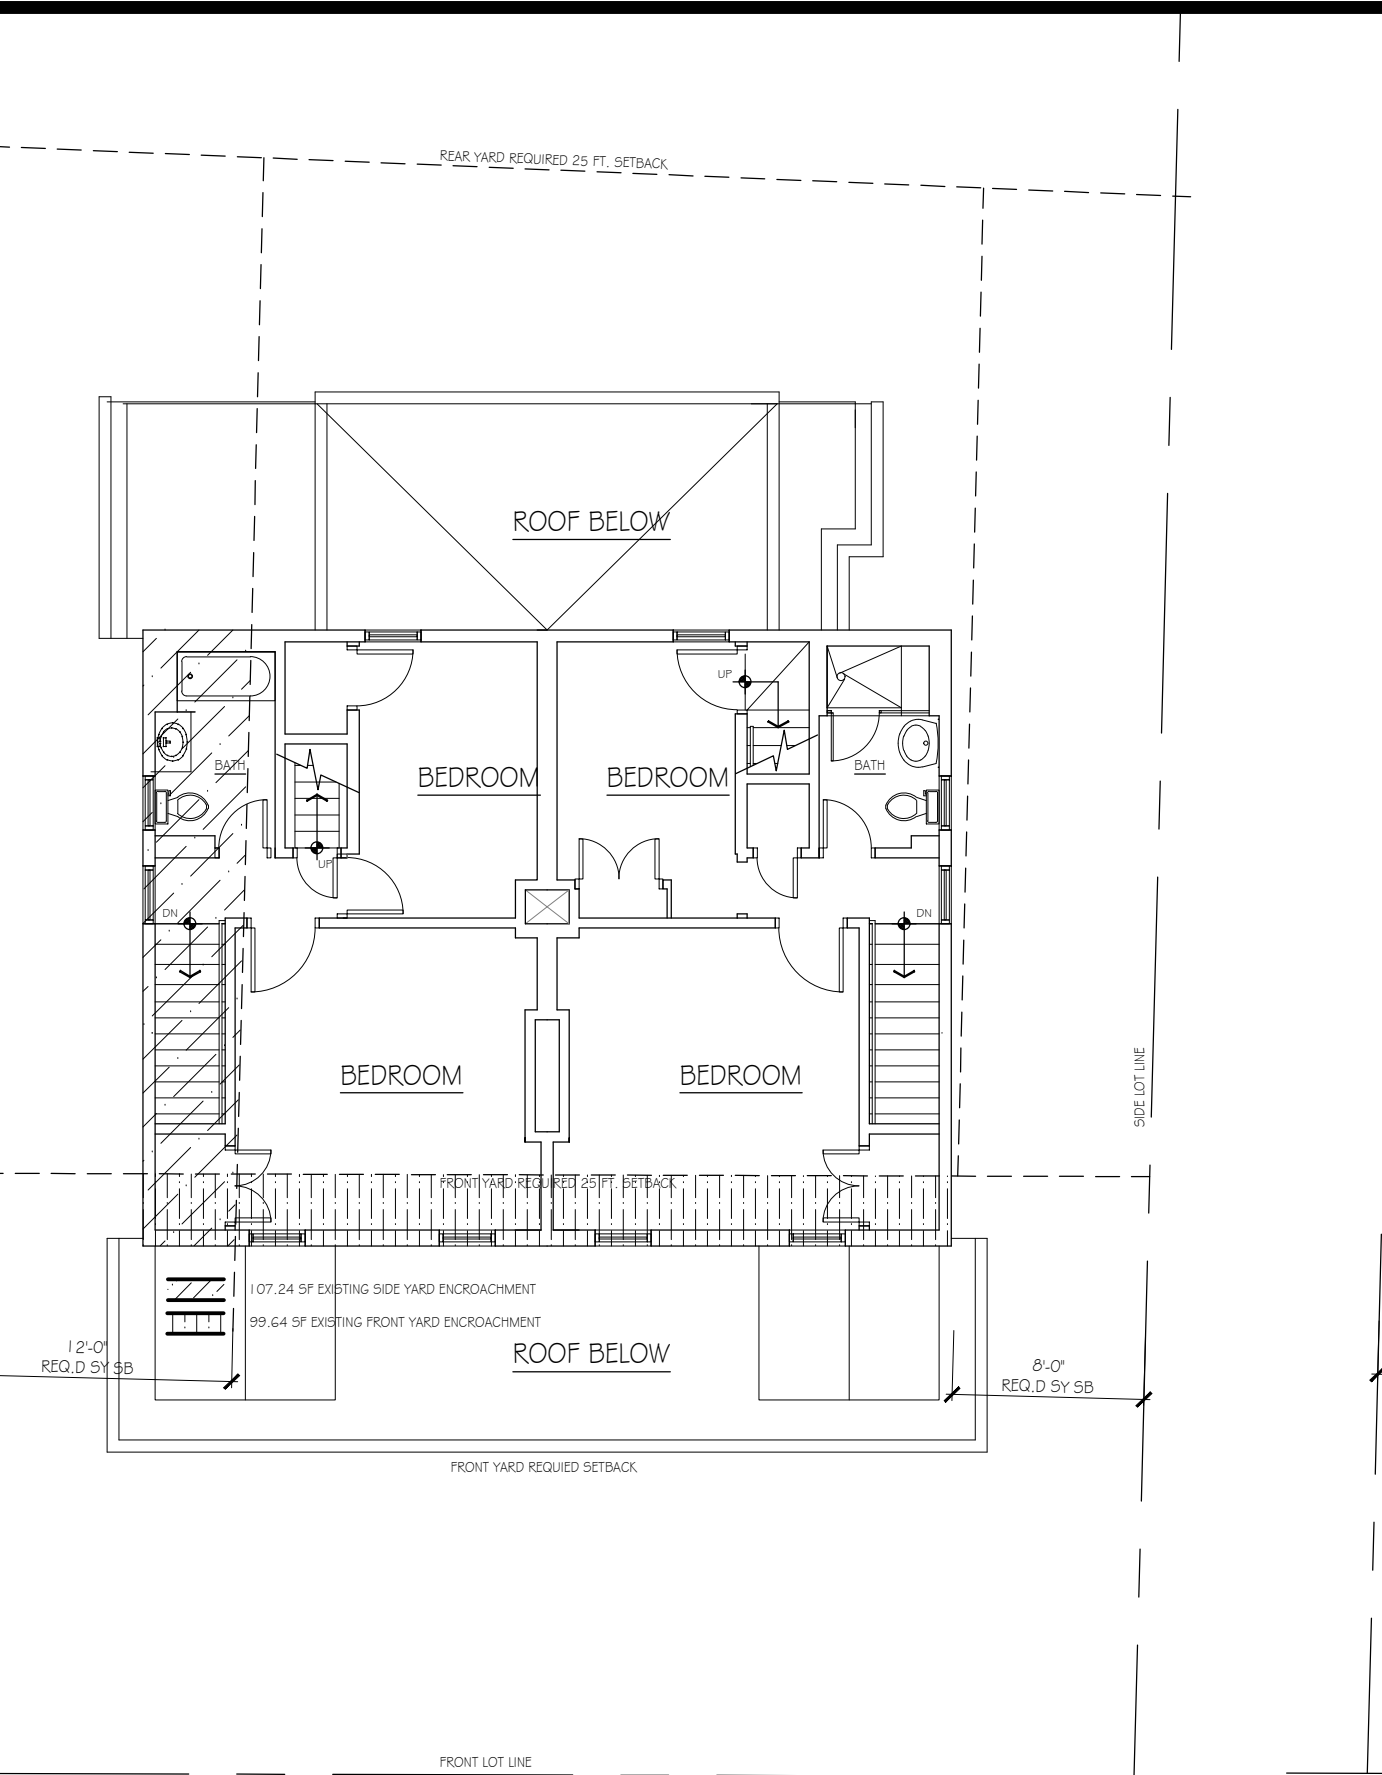 REAR YARD REQUIRED 25 FT. SETBACK
ROOF BELOW
UP
BATH
BEDROOM
BEDROOM
BATH
UP
DN
DN
BEDROOM
BEDROOM
SIDE LOT LINE
FRONT YARD REQUIRED 25 FT. SETBACK
107.24 SF EXISTING SIDE YARD ENCROACHMENT
99.64 SF EXISTING FRONT YARD ENCROACHMENT
12'-0"
REQ.D SY SB
ROOF BELOW
8'-0"
REQ.D SY SB
FRONT YARD REQUIED SETBACK
FRONT LOT LINE